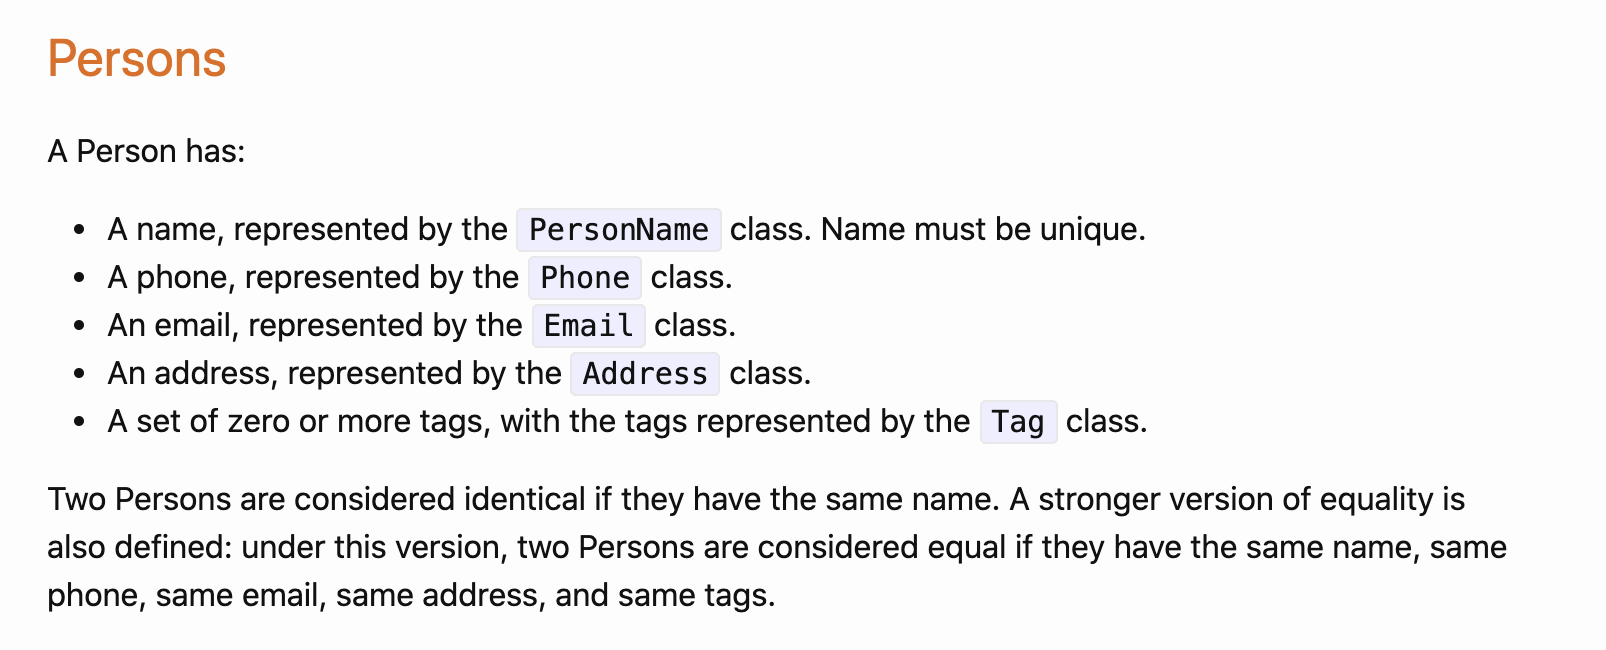 Persons
A Person has:
• A name, represented by the PersonName class. Name must be unique.
• A phone, represented by the Phone class.
• An email, represented by the Email class.
• An address, represented by the Address class.
• A set of zero or more tags, with the tags represented by the Tag class.
Two Persons are considered identical if they have the same name. A stronger version of equality is
also defined: under this version, two Persons are considered equal if they have the same name, same
phone, same email, same address, and same tags.